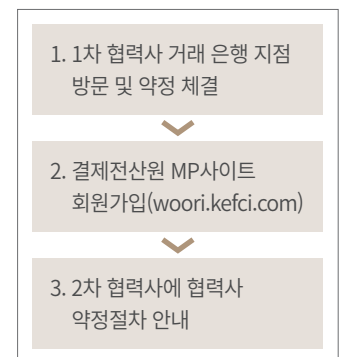 1. 1차 협력사 거래 은행 지점
방문 및 약정 체결
2. 결제전산원 MP사이트
회원가입(woori.kefci.com)
3. 2차 협력사에 협력사
약정절차 안내